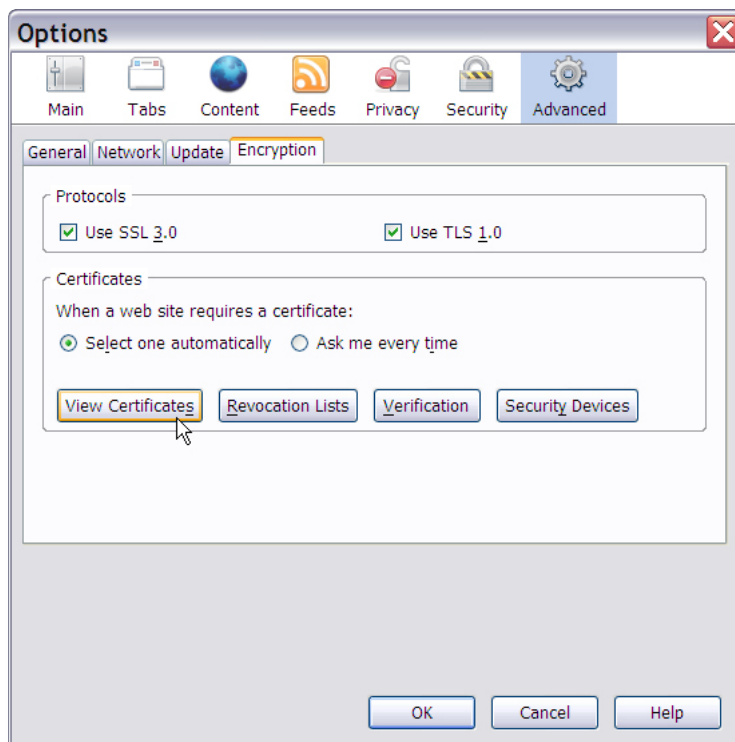 Options
Main Tabs Content Feeds Privacy Security Advanced
General Network Update Encryption
Protocols
Use SSL 3.0 Use TLS 1.0
Certificates
When a web site requires a certificate:
Select one automatically Ask me every time
View Certificates Revocation Lists Verification Security Devices
OK Cancel Help